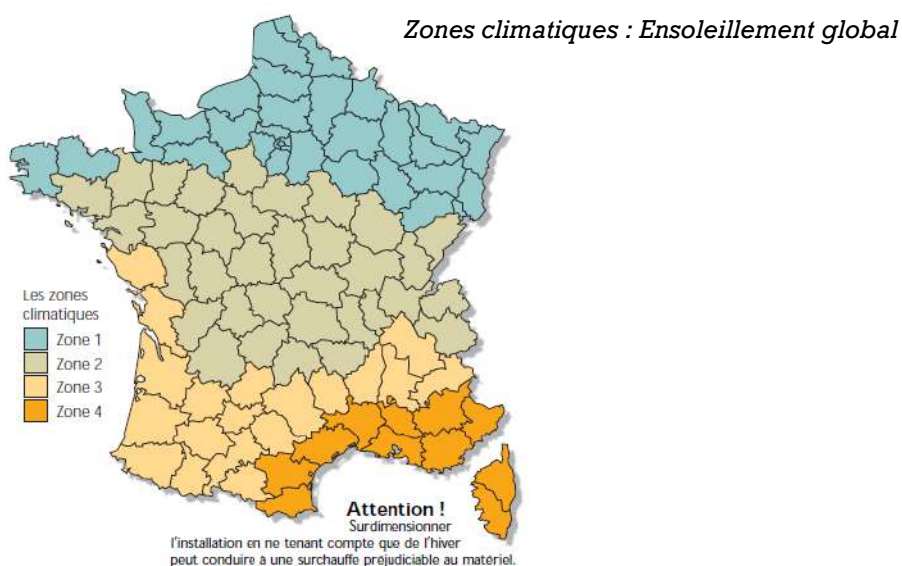 Zones climatiques : Ensoleillement global
Les zones
climatiques
Zone 1
Zone 2
Zone 3
Zone 4
Attention !
Surdimensionner
l'installation en ne tenant compte que de l'hiver
peut conduire à une surchauffe préjudiciable au matériel.